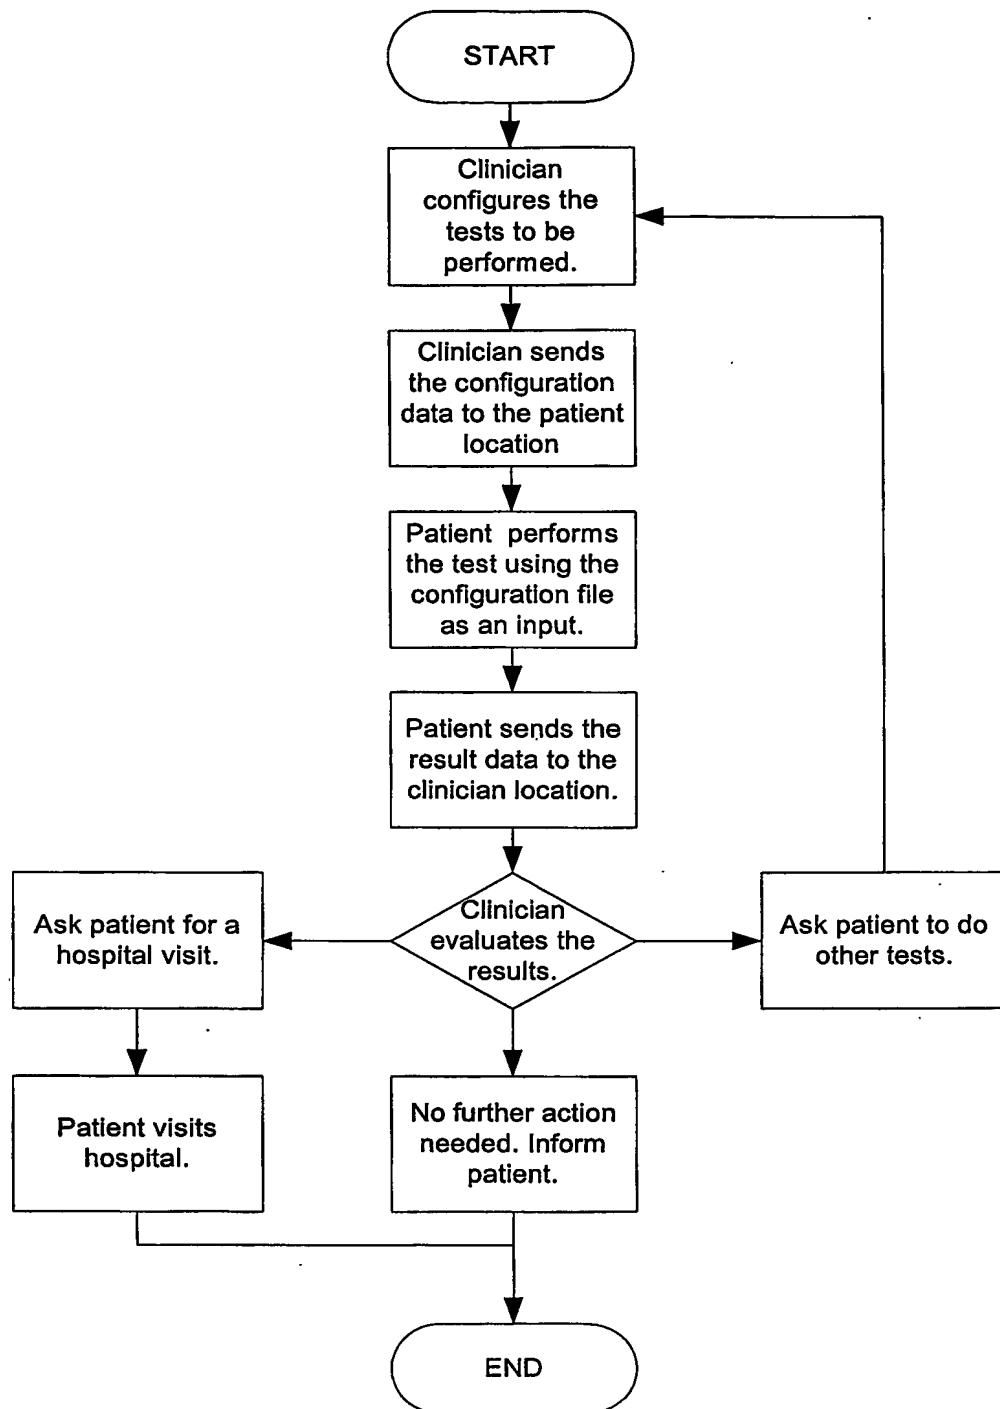 START
Clinician
configures the
tests to be
performed.
Clinician sends
the configuration
data to the patient
location
Patient performs
the test using the
configuration file
as an input.
Patient sends the
result data to the
clinician location.
Clinician
evaluates the
results.
Ask patient for a
hospital visit.
Ask patient to do
other tests.
Patient visits
hospital.
No further action
needed. Inform
patient.
END